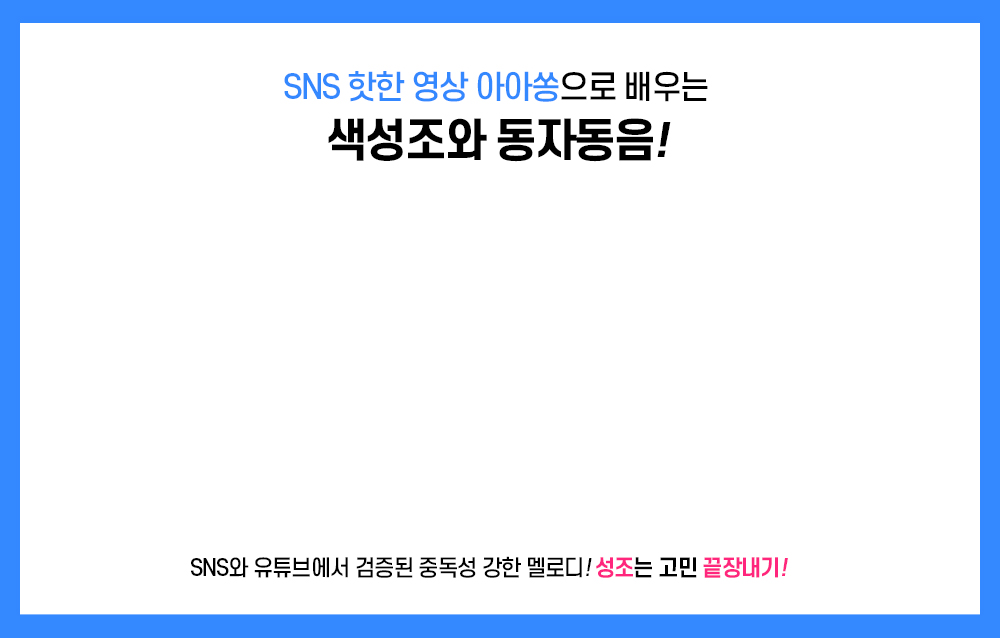 SNS 핫한 영상 아아쏭으로 배우는
색성조와 동자동음!
SNS와 유튜브에서 검증된 중독성 강한 멜로디! 성조는 고민 끝장내기!